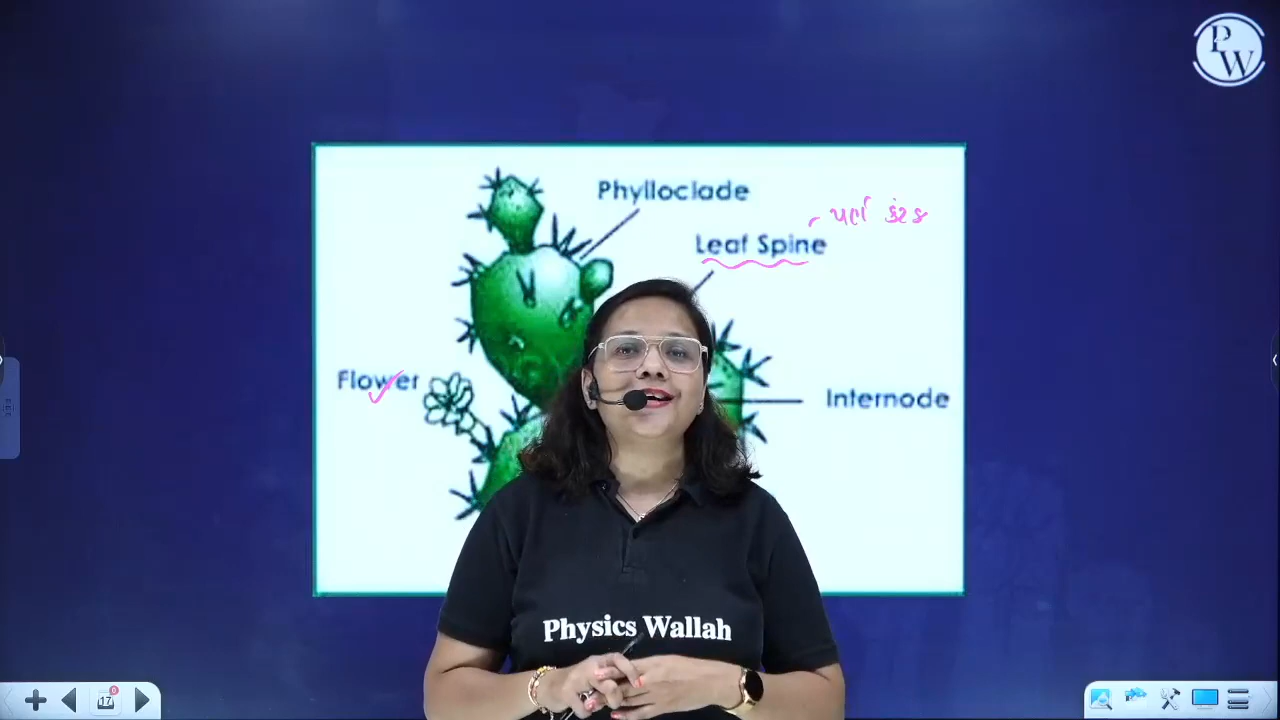 PW
Phylloclade
પર્ણ કંટક
Leaf Spine
Flower
Internode
Physics Wallah
17